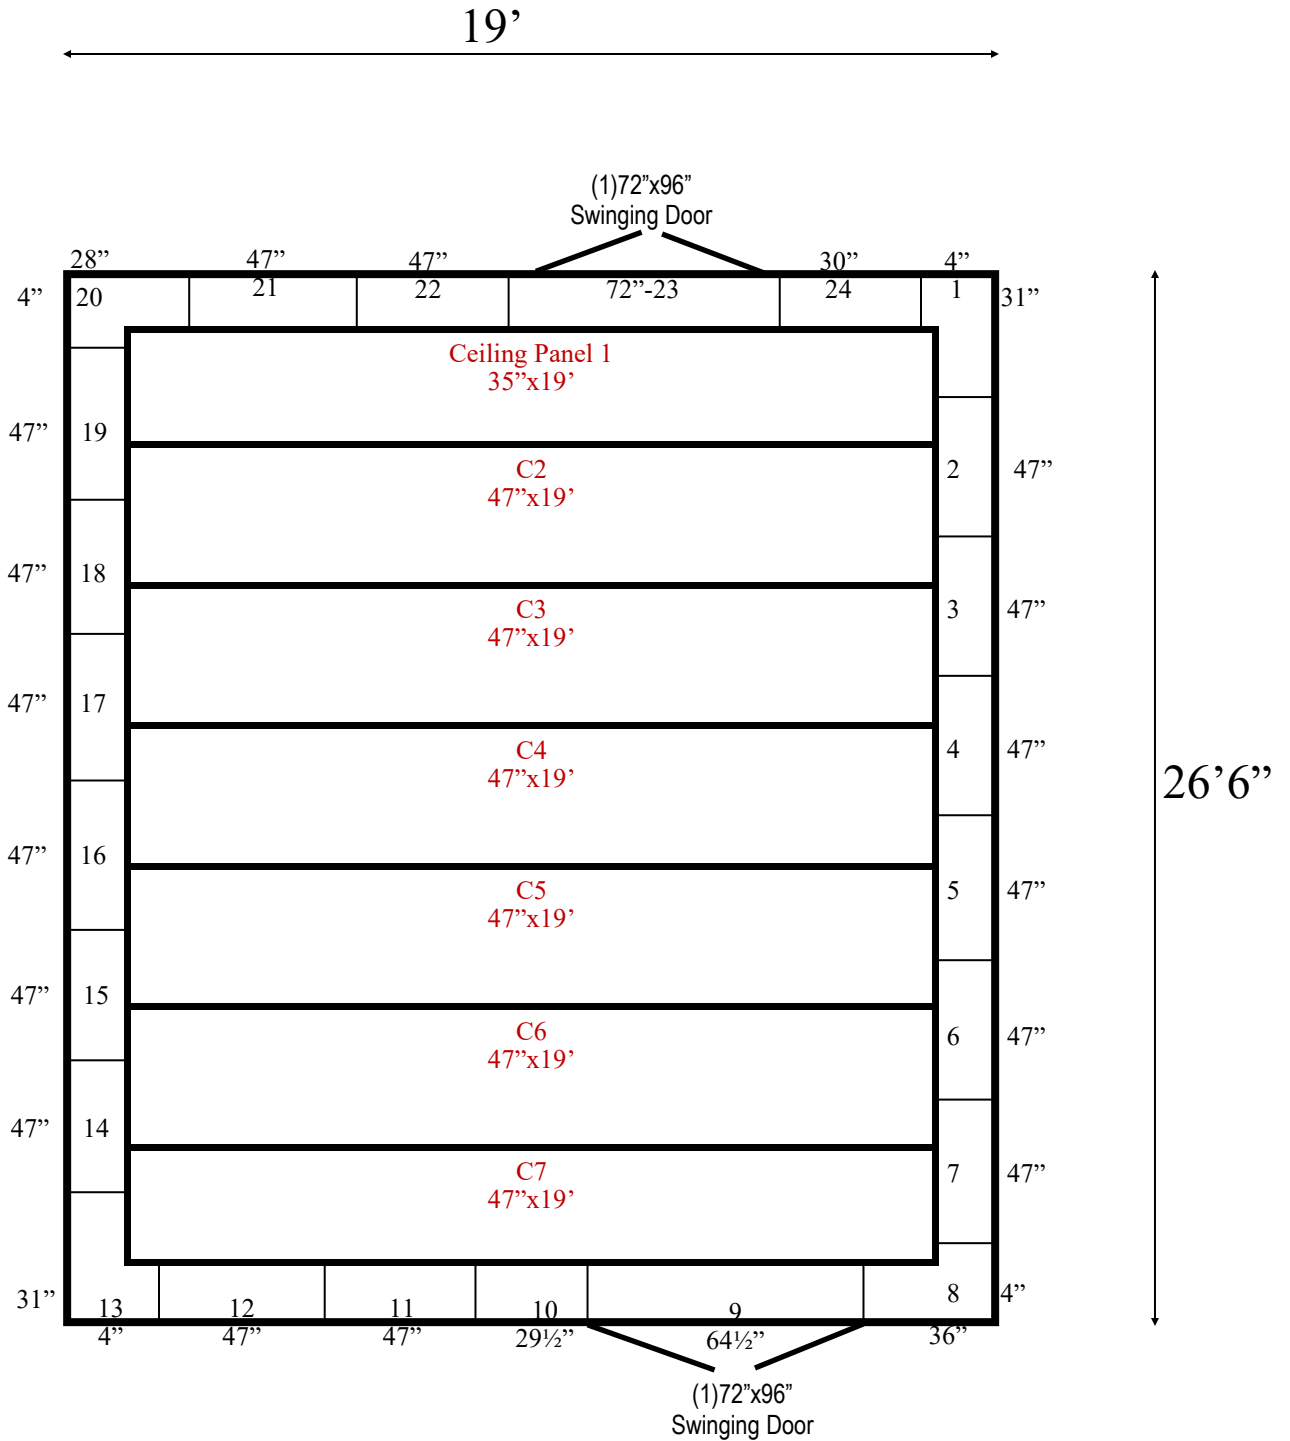 19’
(1)72”x96”
Swinging Door
28”
47”
47”
30”
4”
4”
20
21
22
72”-23
24
1
31”
Ceiling Panel 1
35”x19’
47”
19
C2
47”x19’
2
47”
47”
18
C3
47”x19’
3
47”
47”
17
C4
47”x19’
4
47”
26’6”
47”
16
C5
47”x19’
5
47”
47”
15
C6
47”x19’
6
47”
47”
14
C7
47”x19’
7
47”
31”
13
12
11
10
9
8
4”
4”
47”
47”
29½”
64½”
36”
(1)72”x96”
Swinging Door